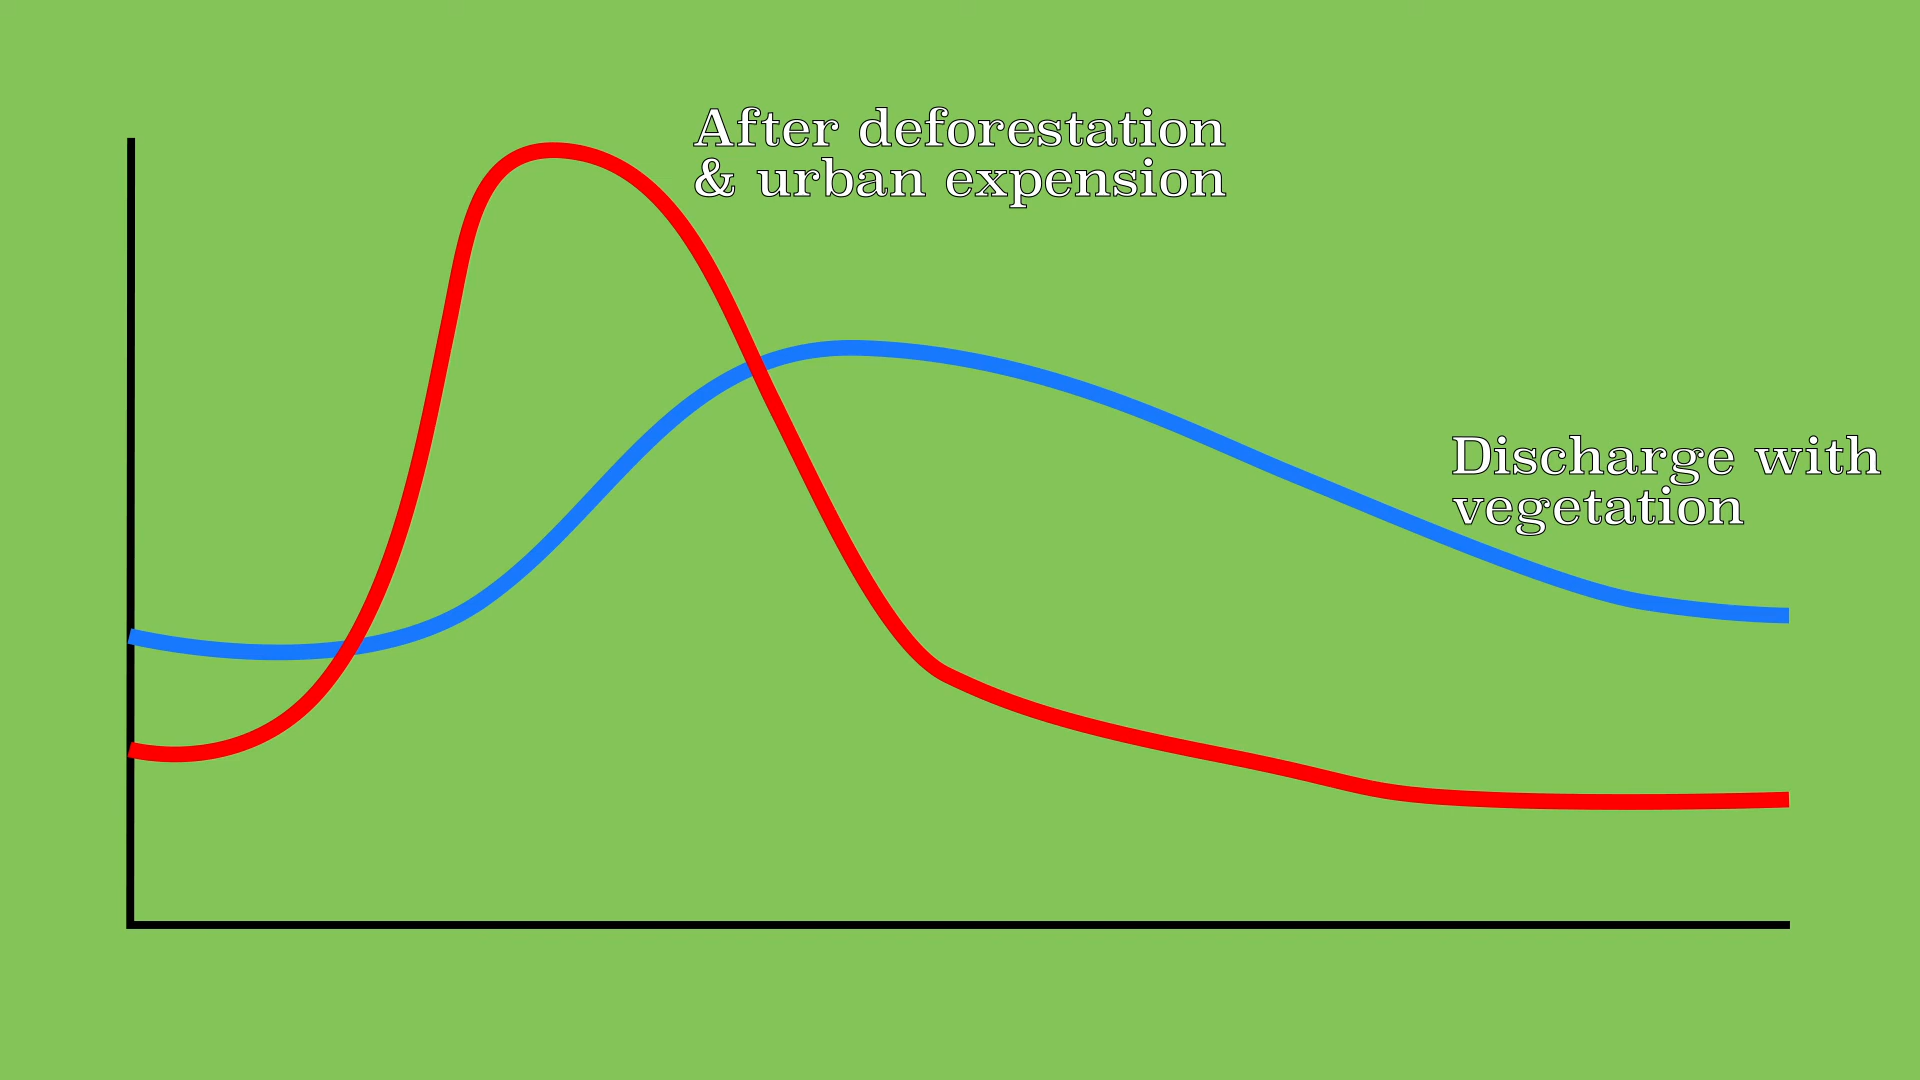 After deforestation
& urban expension
Discharge with
vegetation